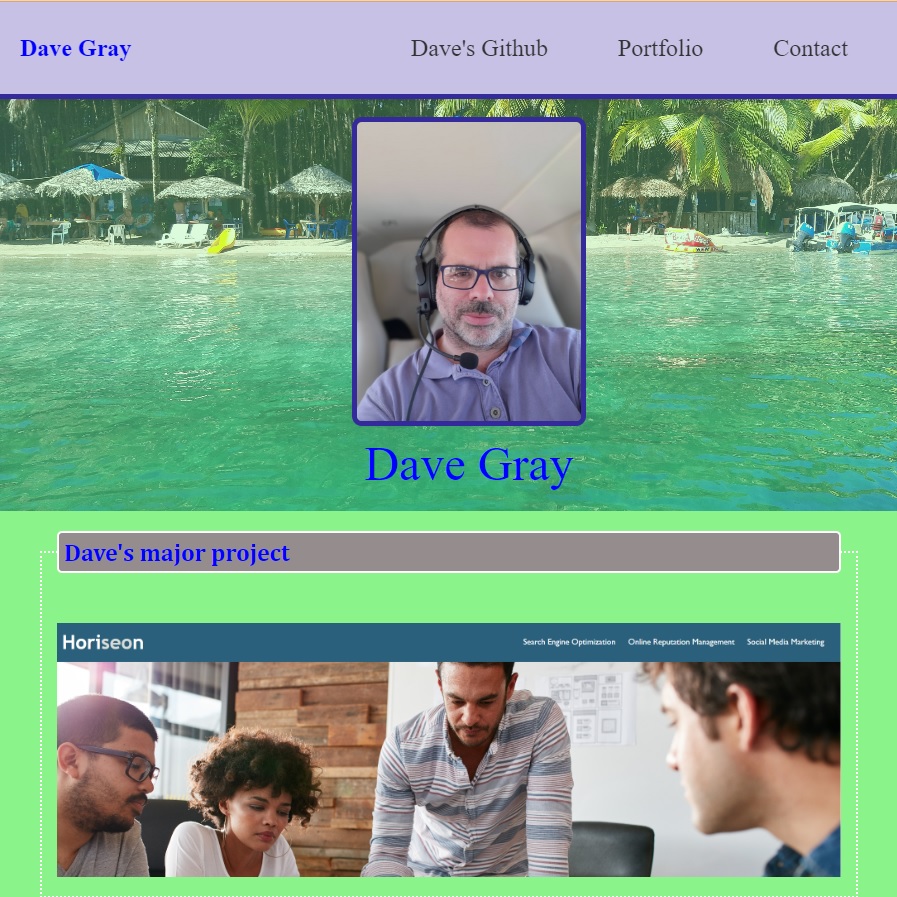 Dave Gray Dave's Github Portfolio Contact
Dave Gray
Dave's major project
Horiseon Search Engine Optimization Online Reputation Management Social Media Marketing